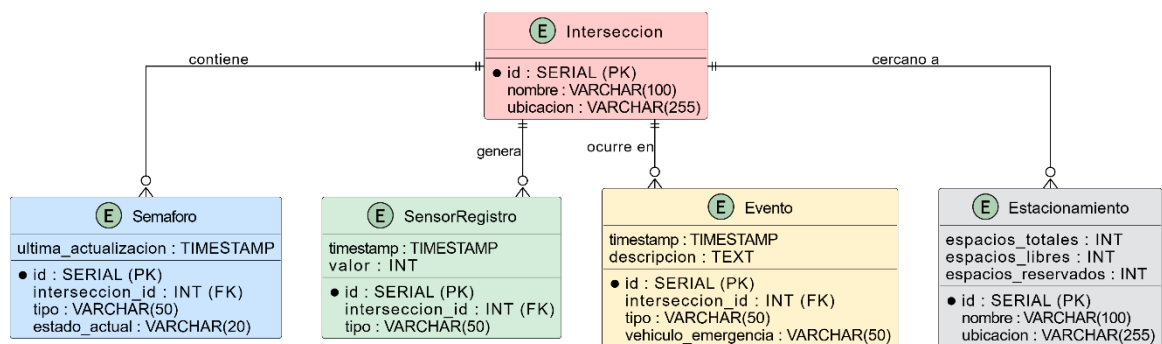 E Interseccion
id : SERIAL (PK)
nombre : VARCHAR(100)
ubicacion : VARCHAR(255)
contiene
cercano a
genera
ocurre en
E Semaforo
ultima_actualizacion : TIMESTAMP
id : SERIAL (PK)
interseccion_id : INT (FK)
tipo : VARCHAR(50)
estado_actual : VARCHAR(20)
E SensorRegistro
timestamp : TIMESTAMP
valor : INT
id : SERIAL (PK)
interseccion_id : INT (FK)
tipo : VARCHAR(50)
E Evento
timestamp : TIMESTAMP
descripcion : TEXT
id : SERIAL (PK)
interseccion_id : INT (FK)
tipo : VARCHAR(50)
vehiculo_emergencia : VARCHAR(50)
E Estacionamiento
espacios_totales : INT
espacios_libres : INT
espacios_reservados : INT
id : SERIAL (PK)
nombre : VARCHAR(100)
ubicacion : VARCHAR(255)